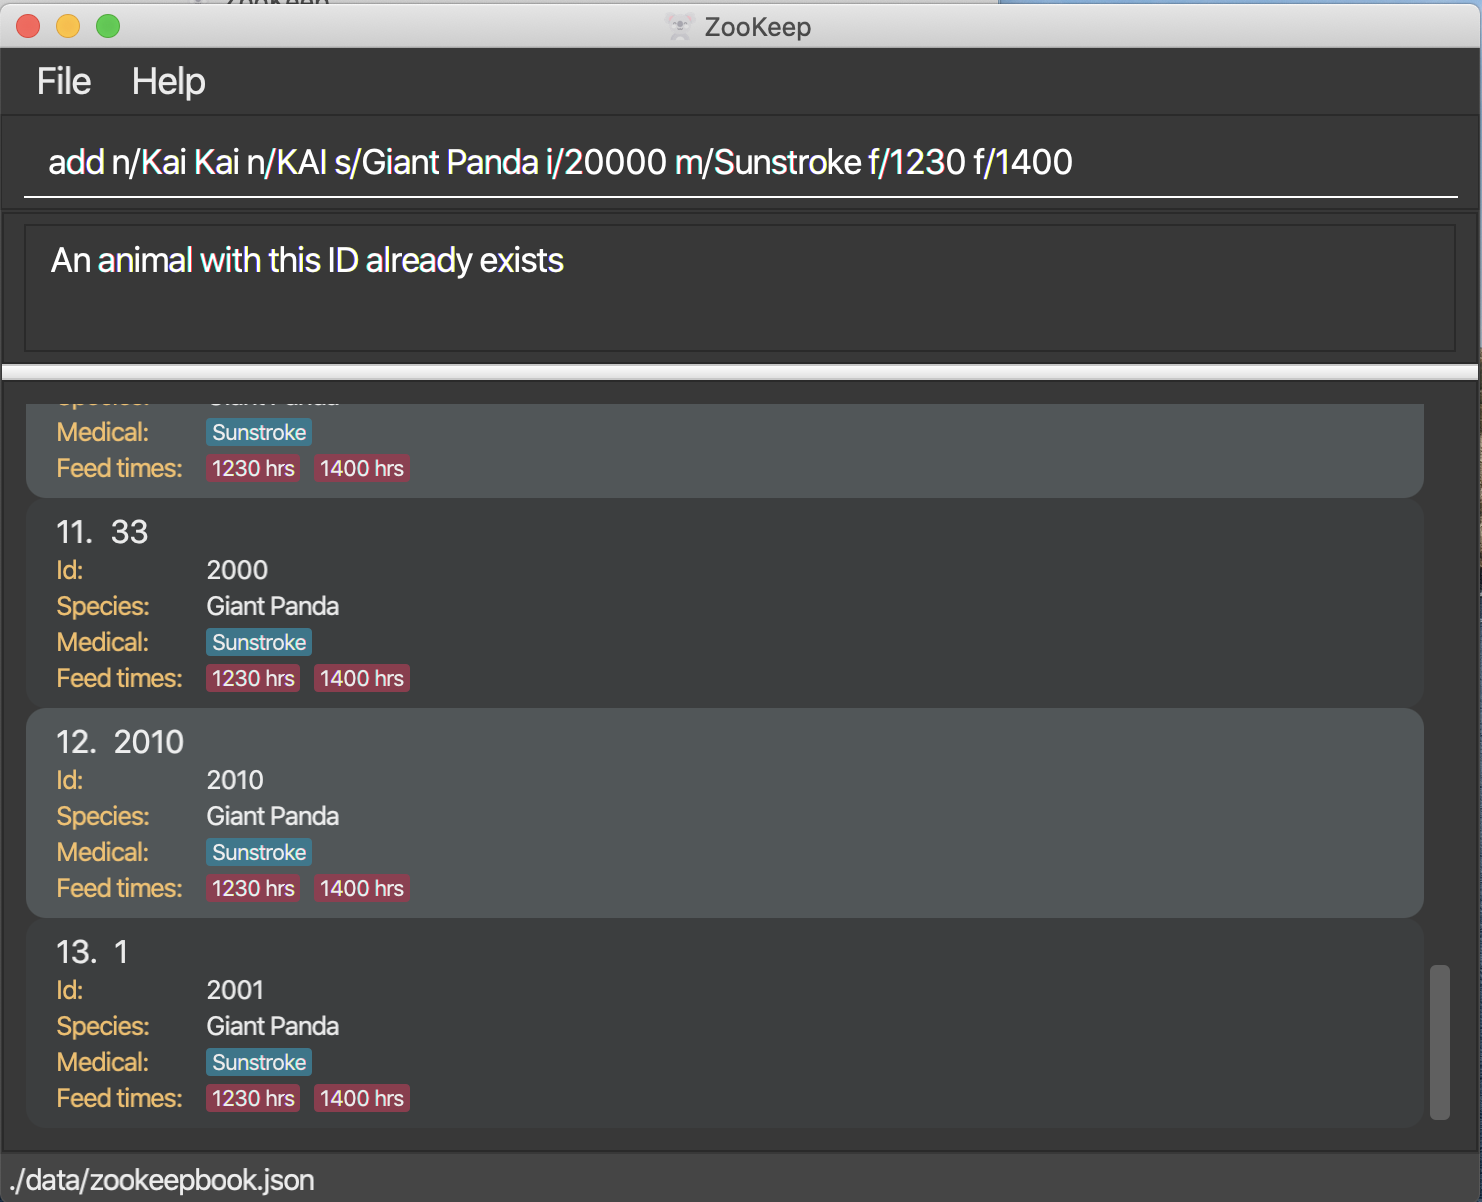 ZooKeep
File Help
add n/Kai Kai n/KAI s/Giant Panda i/20000 m/Sunstroke f/1230 f/1400
An animal with this ID already exists
Medical: Sunstroke
Feed times: 1230 hrs 1400 hrs
11. 33
Id: 2000
Species: Giant Panda
Medical: Sunstroke
Feed times: 1230 hrs 1400 hrs
12. 2010
Id: 2010
Species: Giant Panda
Medical: Sunstroke
Feed times: 1230 hrs 1400 hrs
13. 1
Id: 2001
Species: Giant Panda
Medical: Sunstroke
Feed times: 1230 hrs 1400 hrs
./data/zookeepbook.json